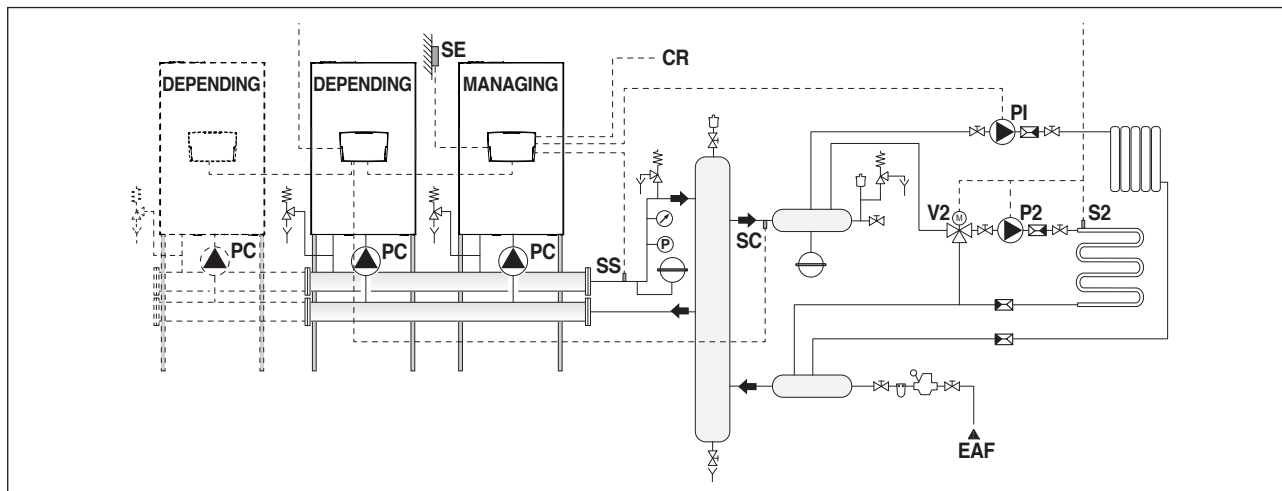 DEPENDING
DEPENDING
MANAGING
SE
CR
PI
V2
M
P2
S2
PC
PC
PC
SS
P
SC
EAF